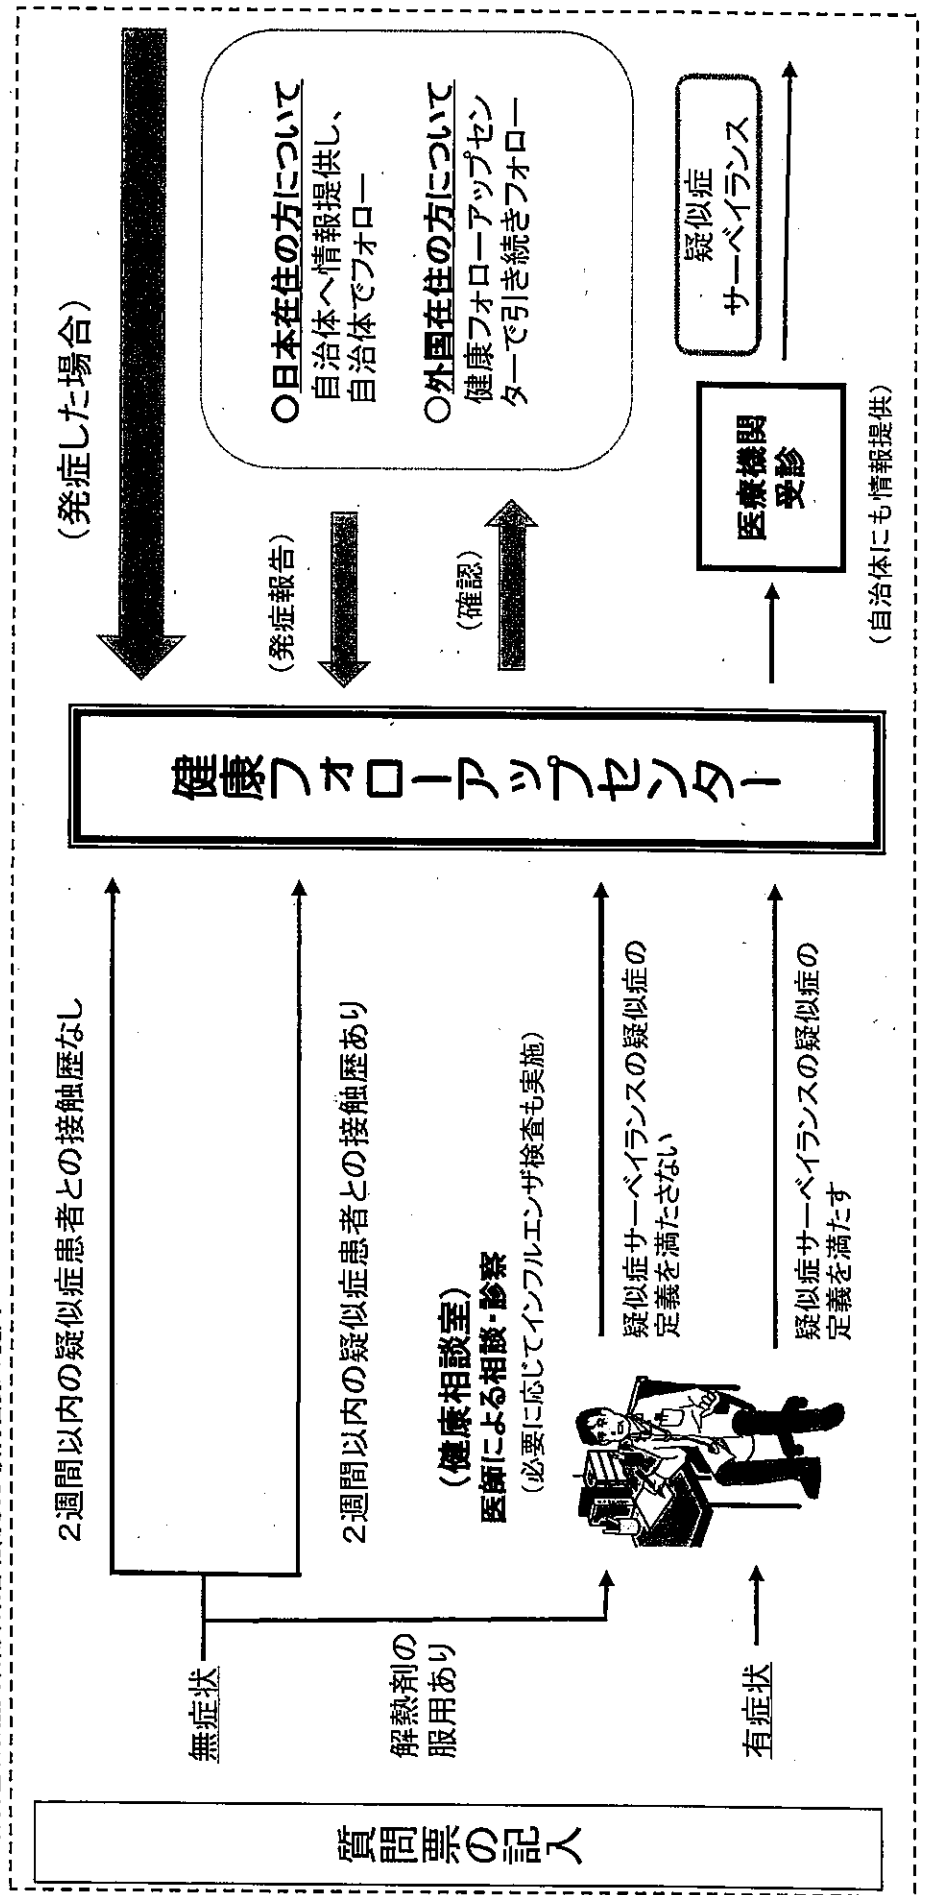 質問票の記入
無症状
解熱剤の
服用あり
有症状
2週間以内の疑似症患者との接触歴なし
2週間以内の疑似症患者との接触歴あり
(健康相談室)
医師による相談・診察
(必要に応じてインフルエンザ検査も実施)
疑似症サーベイランスの疑似症の
定義を満たさない
疑似症サーベイランスの疑似症の
定義を満たす
健康フォローアップセンター
(発症した場合)
(発症報告)
(確認)
○日本在住の方について
自治体へ情報提供し、
自治体でフォロー
○外国在住の方について
健康フォローアップセン
ターで引き続きフォロー
医療機関
受診
(自治体にも情報提供)
疑似症
サーベイランス